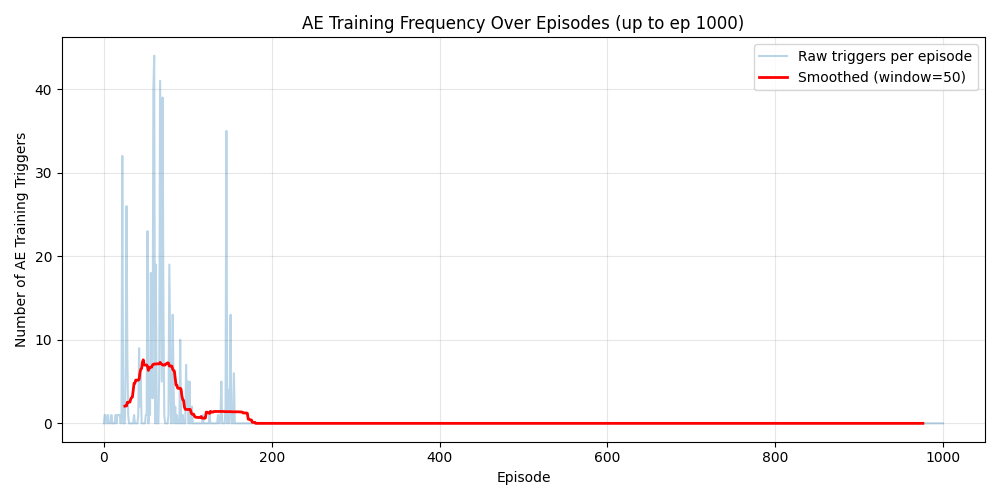 AE Training Frequency Over Episodes (up to ep 1000)
Raw triggers per episode
Smoothed (window=50)
Number of AE Training Triggers
40
30
20
10
0
0 200 400 600 800 1000
Episode